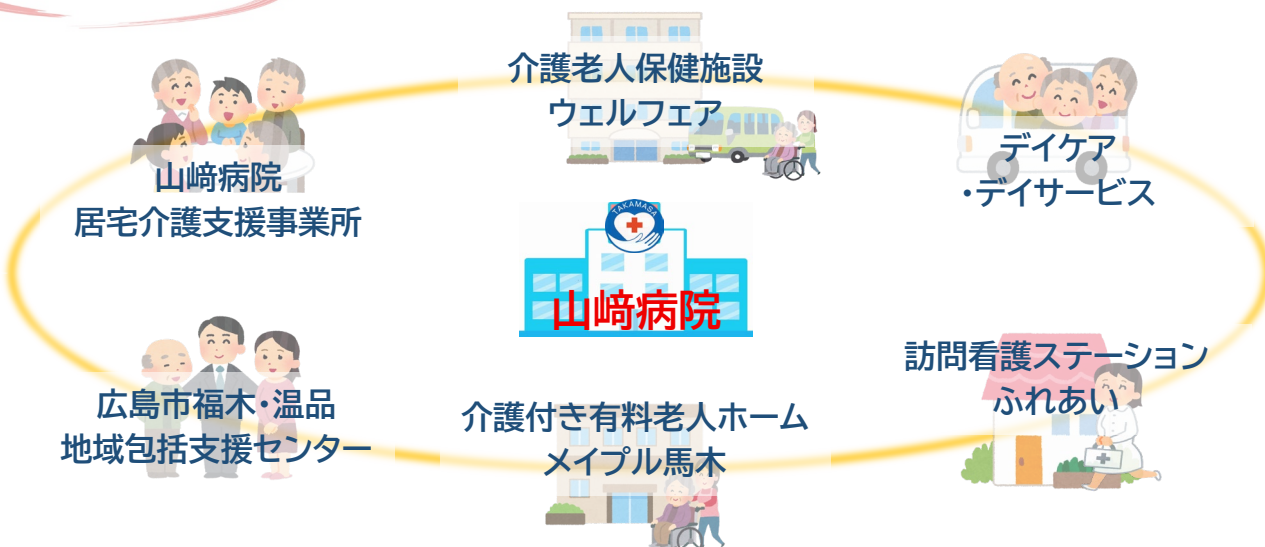 介護老人保健施設
ウェルフェア
デイケア
・デイサービス
山﨑病院
居宅介護支援事業所
TAKAMASA
山﨑病院
訪問看護ステーション
ふれあい
広島市福木・温品
地域包括支援センター
介護付き有料老人ホーム
メイプル馬木